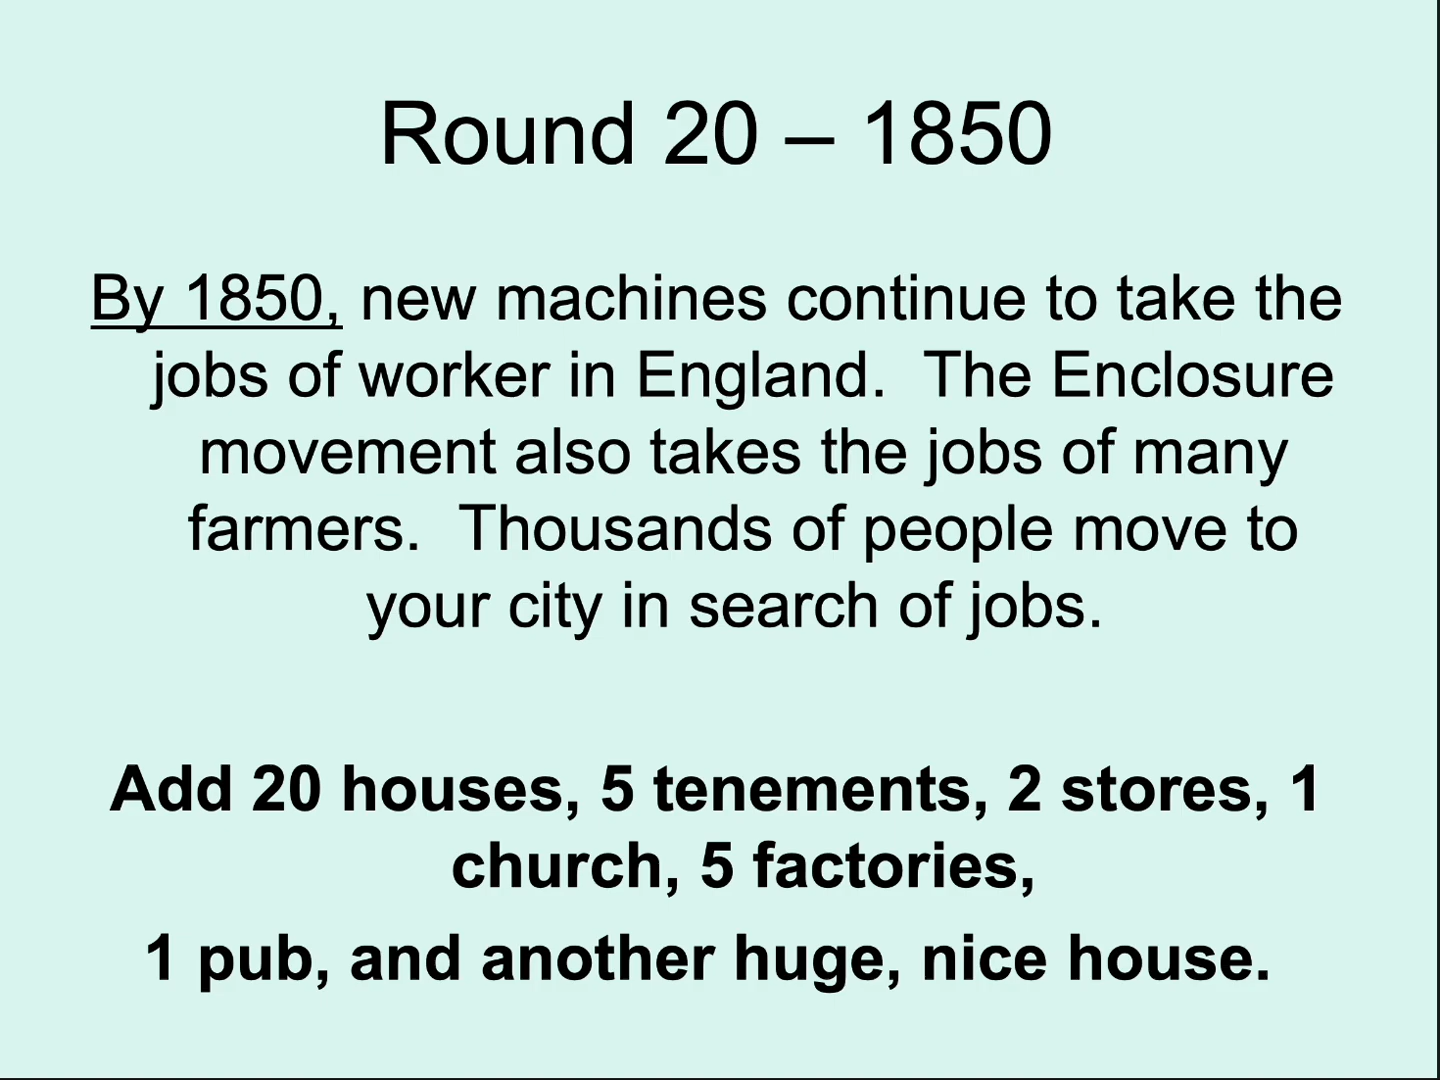 Round 20 – 1850
By 1850, new machines continue to take the
jobs of worker in England.  The Enclosure
movement also takes the jobs of many
farmers.  Thousands of people move to
your city in search of jobs.
Add 20 houses, 5 tenements, 2 stores, 1
church, 5 factories,
1 pub, and another huge, nice house.